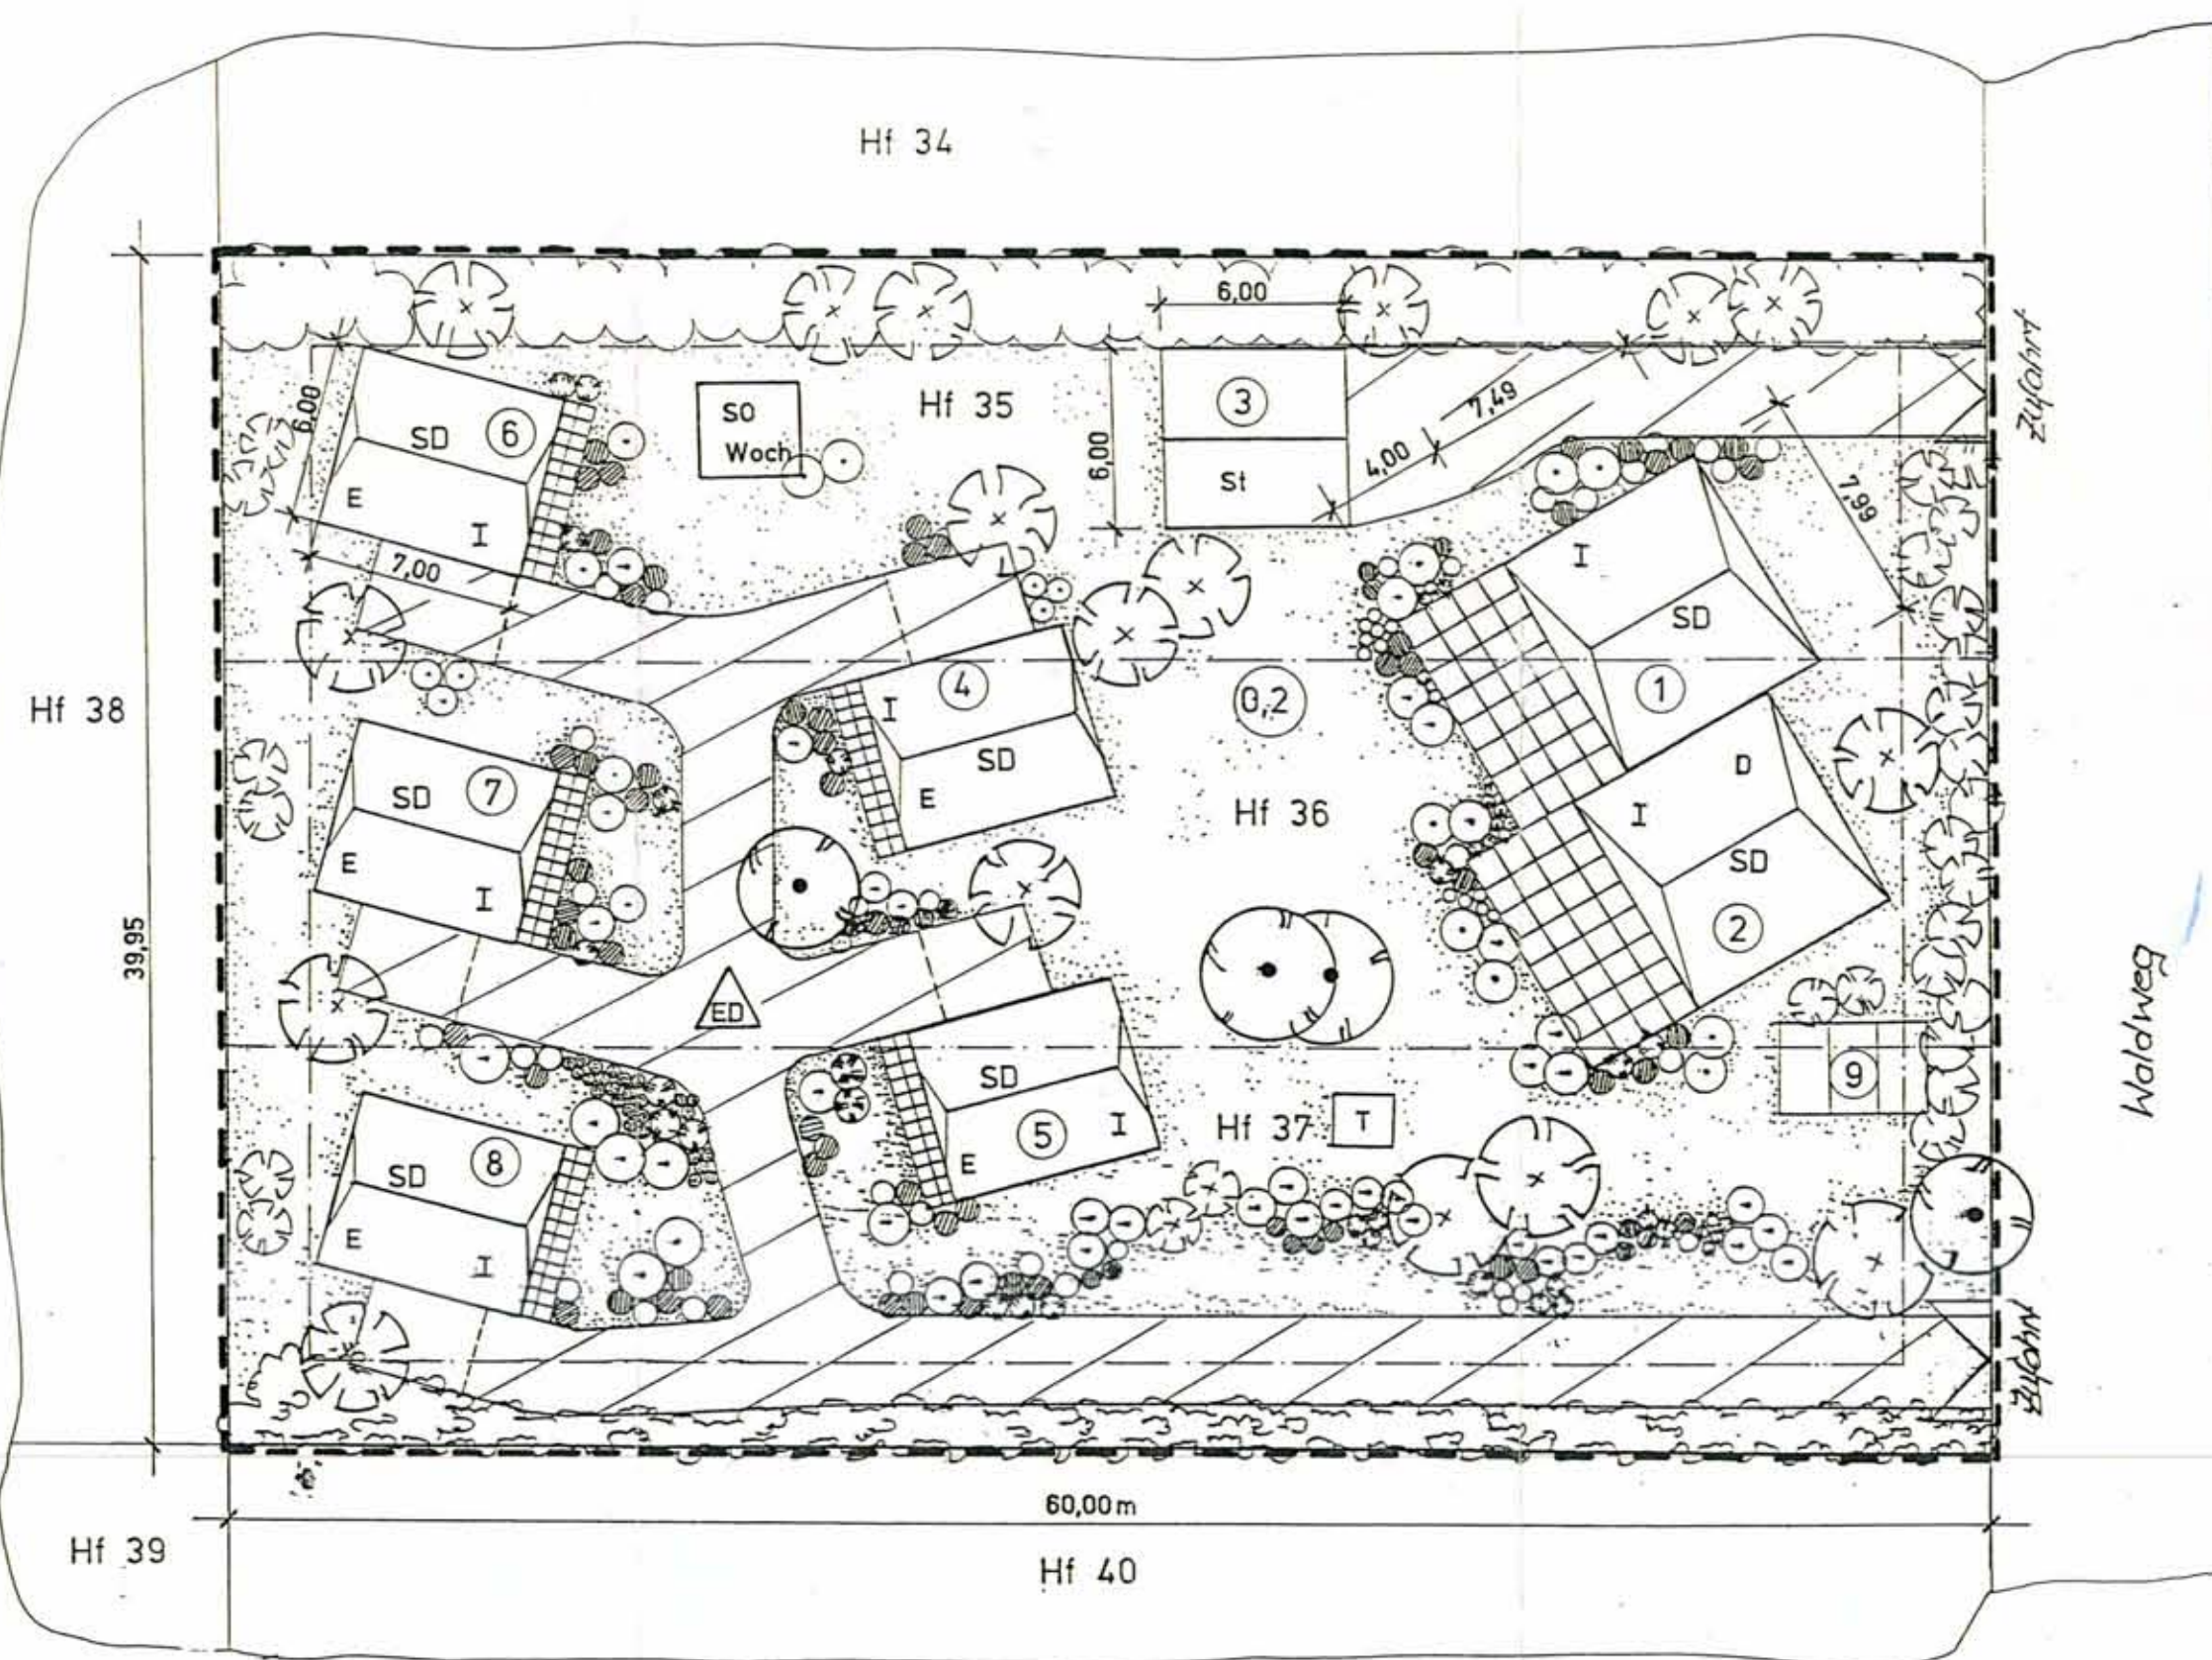 Hf 34
6,00
Zufahrt
6,00
SD
6
SO
Woch
Hf 35
3
7,49
6,00
4,00
St
7,99
E
I
7,00
I
SD
Hf 38
4
I
0,2
1
SD
E
D
SD
7
Hf 36
I
SD
E
I
2
39,95
ED
Waldweg
SD
9
5
I
Hf 37
T
E
SD
8
E
I
Zufahrt
60,00 m
Hf 39
Hf 40